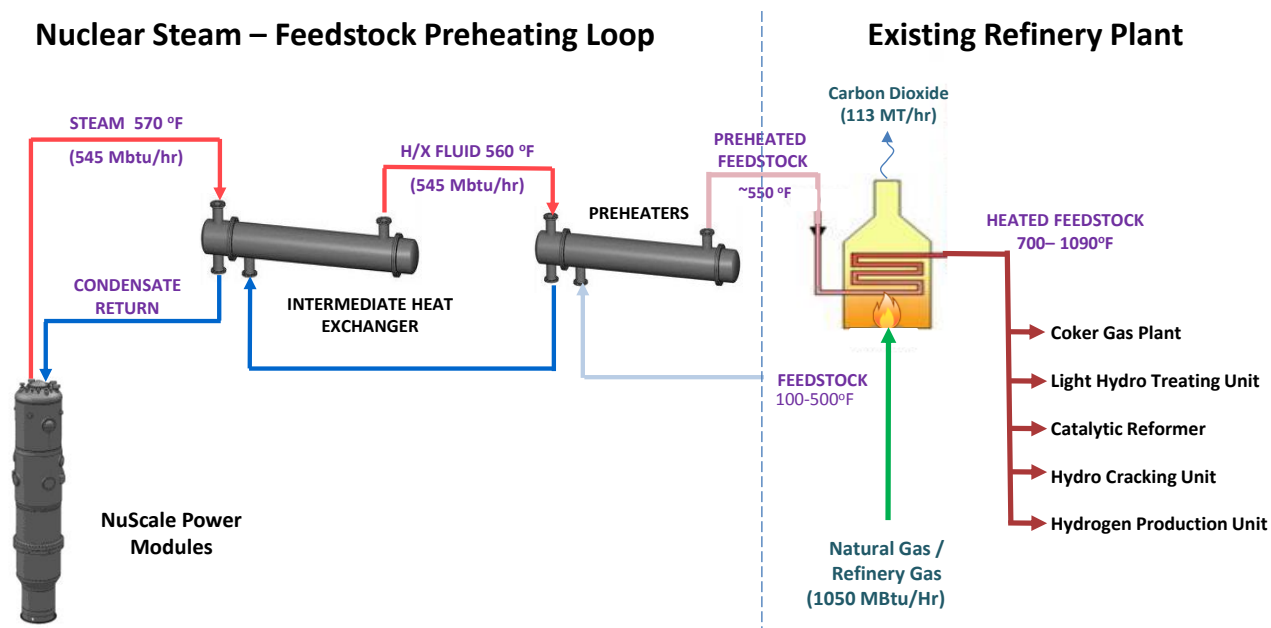 Nuclear Steam – Feedstock Preheating Loop
Existing Refinery Plant
Carbon Dioxide
(113 MT/hr)
STEAM 570 ºF
(545 Mbtu/hr)
H/X FLUID 560 ºF
(545 Mbtu/hr)
PREHEATED
FEEDSTOCK
~550 ºF
PREHEATERS
HEATED FEEDSTOCK
700– 1090ºF
CONDENSATE
RETURN
INTERMEDIATE HEAT
EXCHANGER
FEEDSTOCK
100-500ºF
Coker Gas Plant
Light Hydro Treating Unit
Catalytic Reformer
Hydro Cracking Unit
Hydrogen Production Unit
NuScale Power
Modules
Natural Gas /
Refinery Gas
(1050 MBtu/Hr)